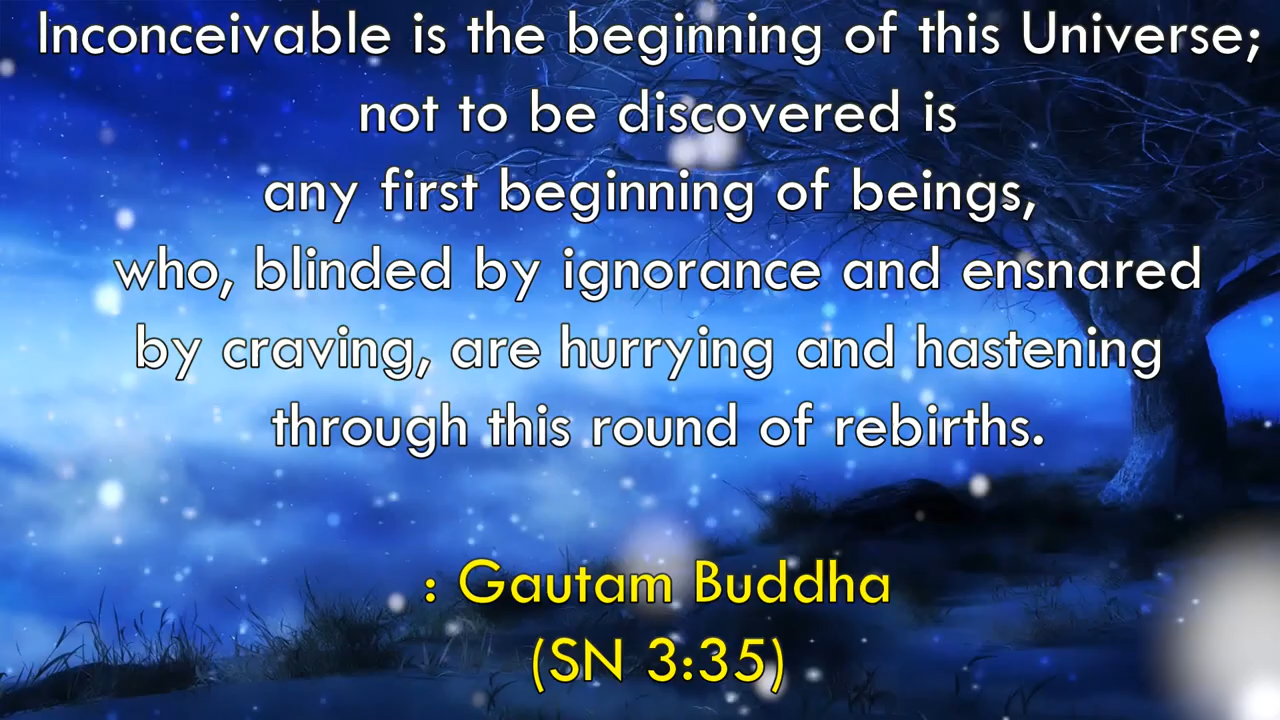 Inconceivable is the beginning of this Universe;
not to be discovered is
any first beginning of beings,
who, blinded by ignorance and ensnared
by craving, are hurrying and hastening
through this round of rebirths.
: Gautam Buddha
(SN 3:35)